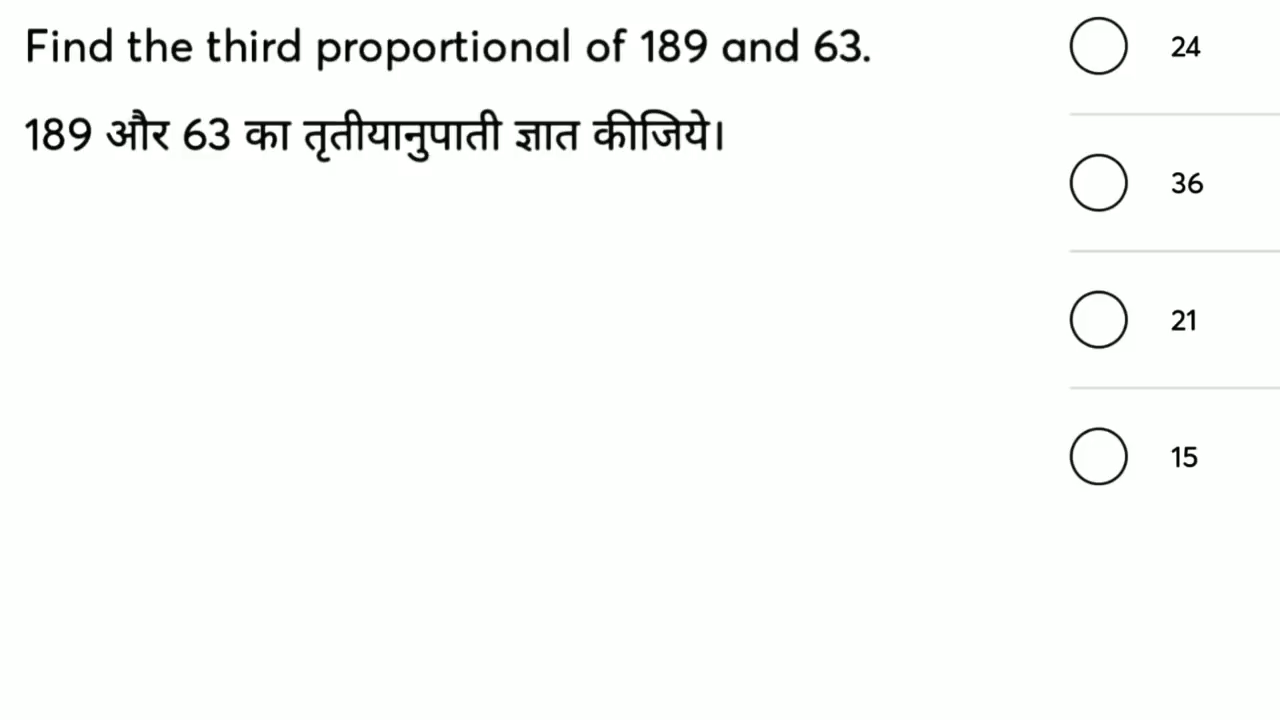 Find the third proportional of 189 and 63.
189 और 63 का तृतीयानुपाती ज्ञात कीजिये।
24
36
21
15